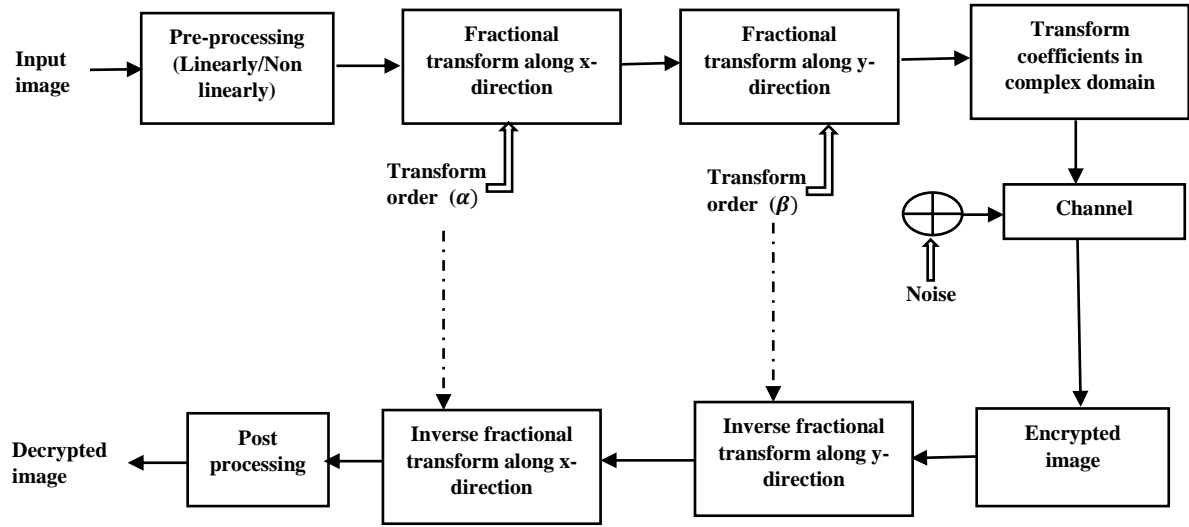 Input
image
Pre-processing
(Linearly/Non
linearly)
Fractional
transform along x-
direction
Fractional
transform along y-
direction
Transform
coefficients in
complex domain
Transform
order (α)
Transform
order (β)
Channel
Noise
Decrypted
image
Post
processing
Inverse fractional
transform along x-
direction
Inverse fractional
transform along y-
direction
Encrypted
image